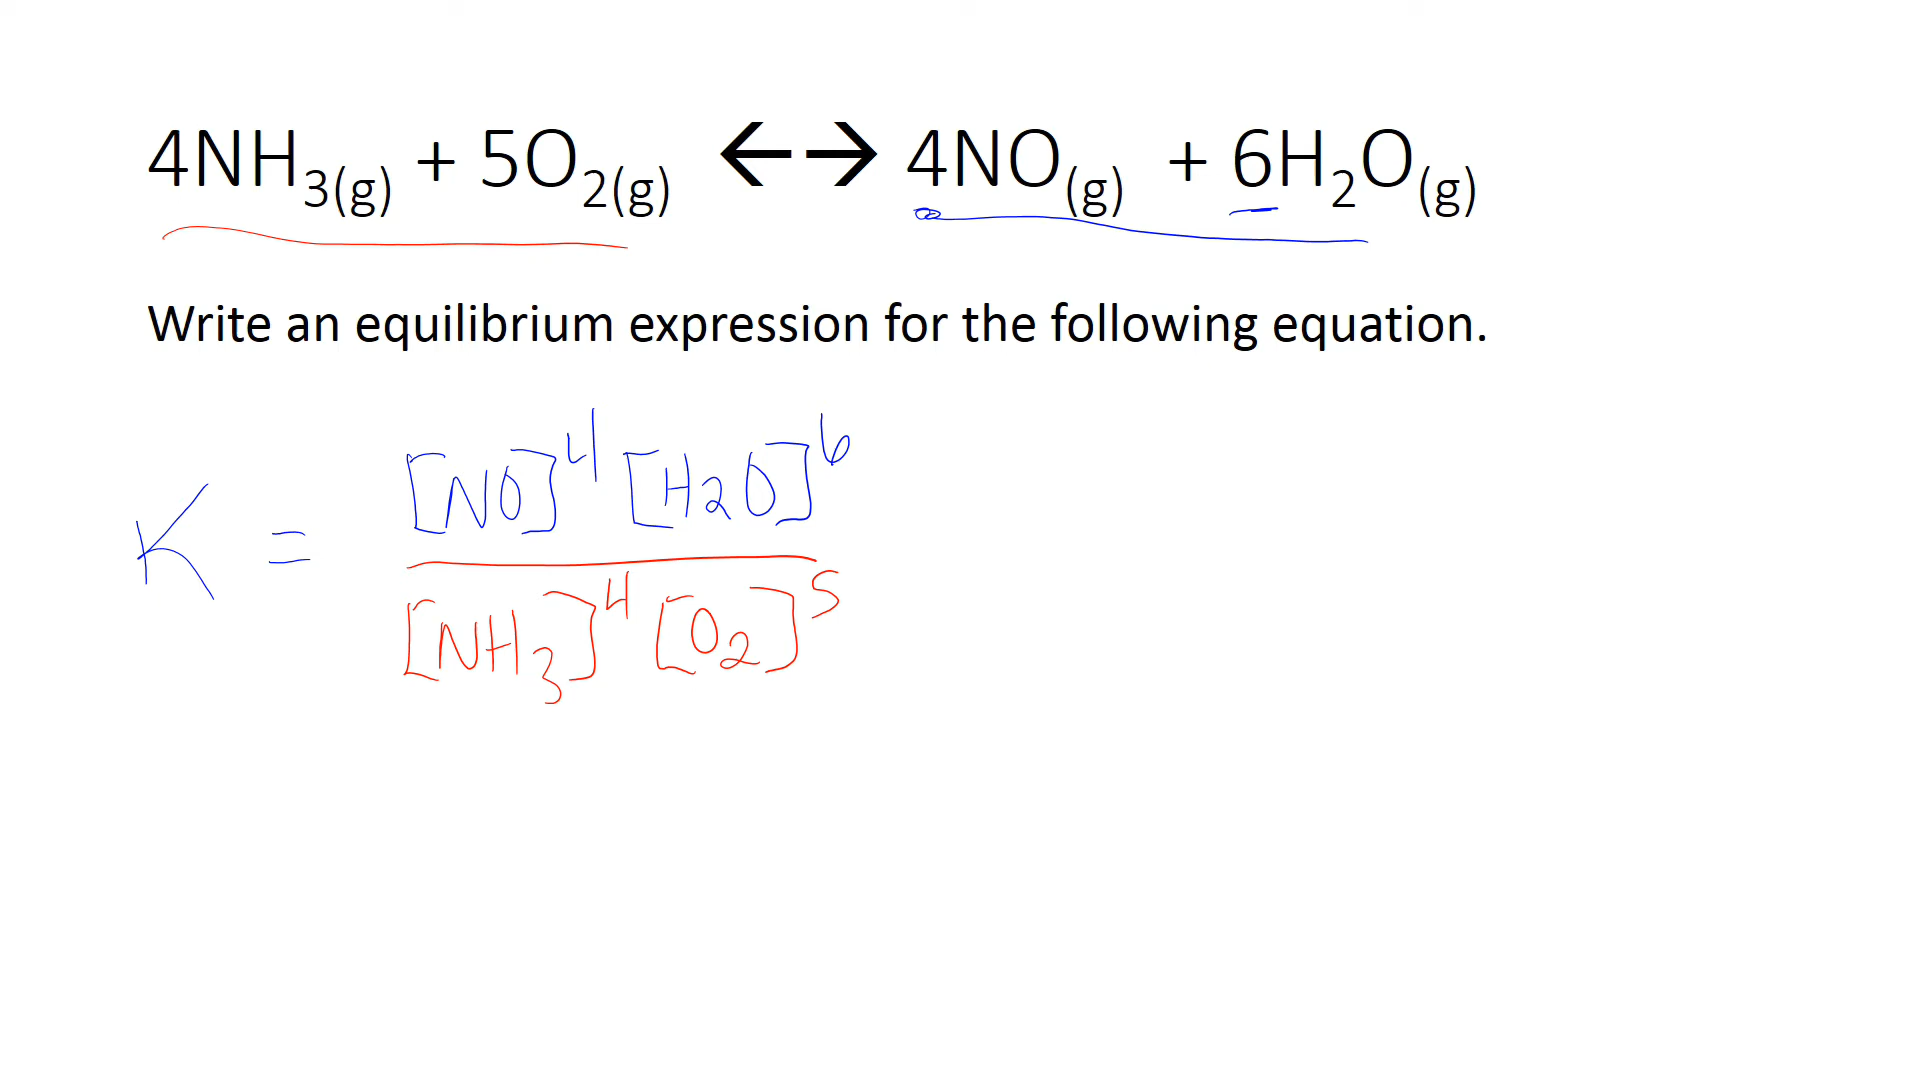 4NH₃(g) + 5O₂(g) ←→ 4NO(g) + 6H₂O(g)
Write an equilibrium expression for the following equation.
[NO]⁴ [H2O]⁶
K =
[NH₃]⁴ [O₂]⁵